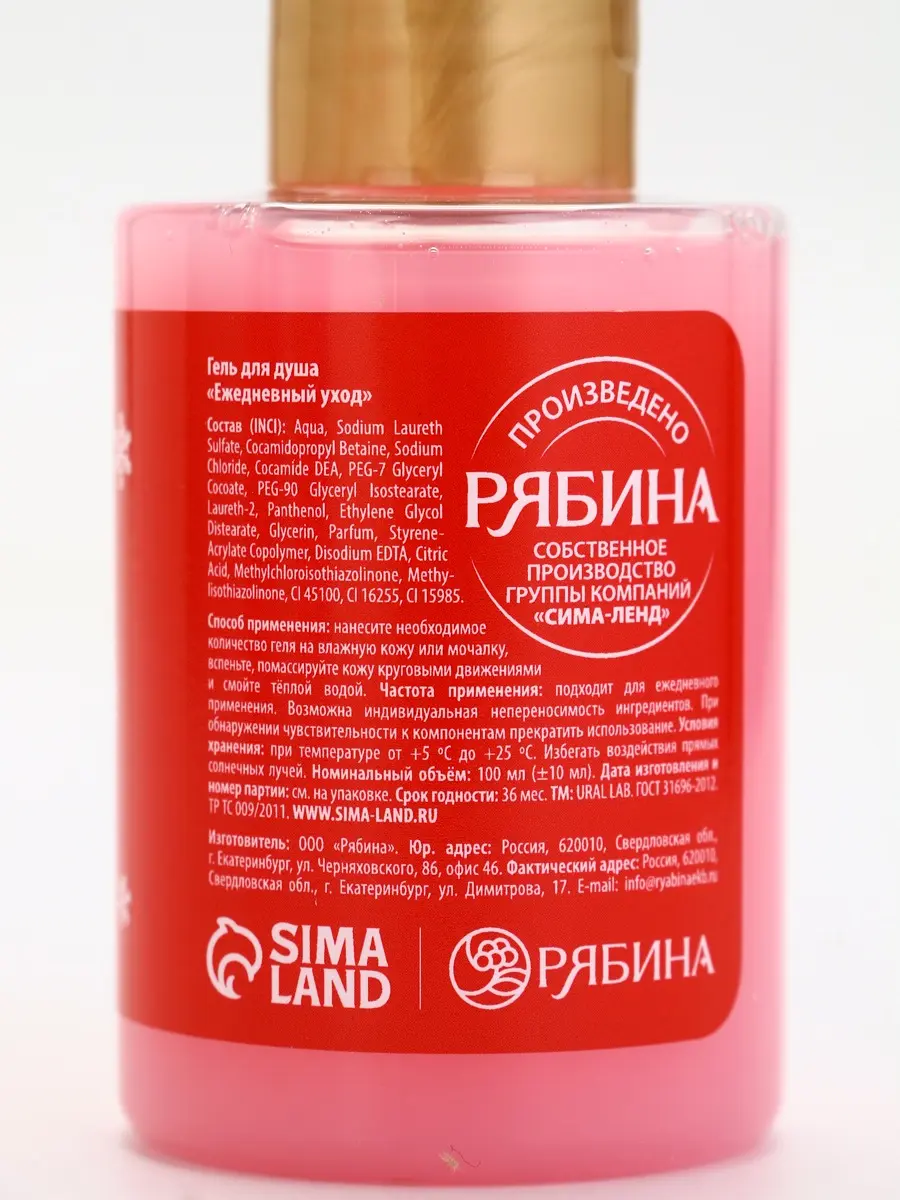 Гель для душа
«Ежедневный уход»
Состав (INCI): Aqua, Sodium Laureth
Sulfate, Cocamidopropyl Betaine, Sodium
Chloride, Cocamide DEA, PEG-7 Glyceryl
Cocoate, PEG-90 Glyceryl Isostearate,
Laureth-2, Panthenol, Ethylene Glycol
Distearate, Glycerin, Parfum, Styrene-
Acrylate Copolymer, Disodium EDTA, Citric
Acid, Methylchloroisothiazolinone, Methy-
lisothiazolinone, CI 45100, CI 16255, CI 15985.
ПРОИЗВЕДЕНО
РЯБИНА
СОБСТВЕННОЕ
ПРОИЗВОДСТВО
ГРУППЫ КОМПАНИЙ
«СИМА-ЛЕНД»
Способ применения: нанесите необходимое
количество геля на влажную кожу или мочалку,
вспеньте, помассируйте кожу круговыми движениями
и смойте тёплой водой. Частота применения: подходит для ежедневного
применения. Возможна индивидуальная непереносимость ингредиентов. При
обнаружении чувствительности к компонентам прекратить использование. Условия
хранения: при температуре от +5 ºC до +25 ºC. Избегать воздействия прямых
солнечных лучей. Номинальный объём: 100 мл (±10 мл). Дата изготовления и
номер партии: см. на упаковке. Срок годности: 36 мес. ТМ: URAL LAB. ГОСТ 31696-2012.
ТР ТС 009/2011. WWW.SIMA-LAND.RU
Изготовитель: ООО «Рябина». Юр. адрес: Россия, 620010, Свердловская обл.,
г. Екатеринбург, ул. Черняховского, 86, офис 46. Фактический адрес: Россия, 620010,
Свердловская обл., г. Екатеринбург, ул. Димитрова, 17. E-mail: info@ryabinaekb.ru
SIMA
LAND
РЯБИНА